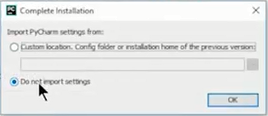 Complete Installation
Import PyCharm settings from:
Custom location. Config folder or installation home of the previous version:
Do not import settings
OK